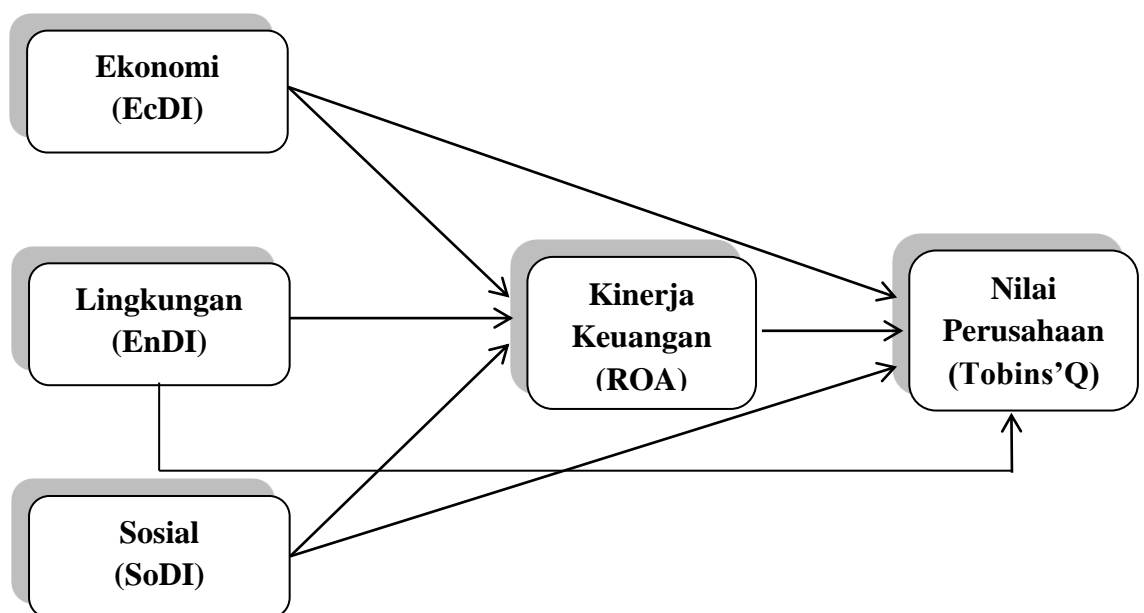 Ekonomi
(EcDI)
Lingkungan
(EnDI)
Kinerja
Keuangan
(ROA)
Nilai
Perusahaan
(Tobins’Q)
Sosial
(SoDI)